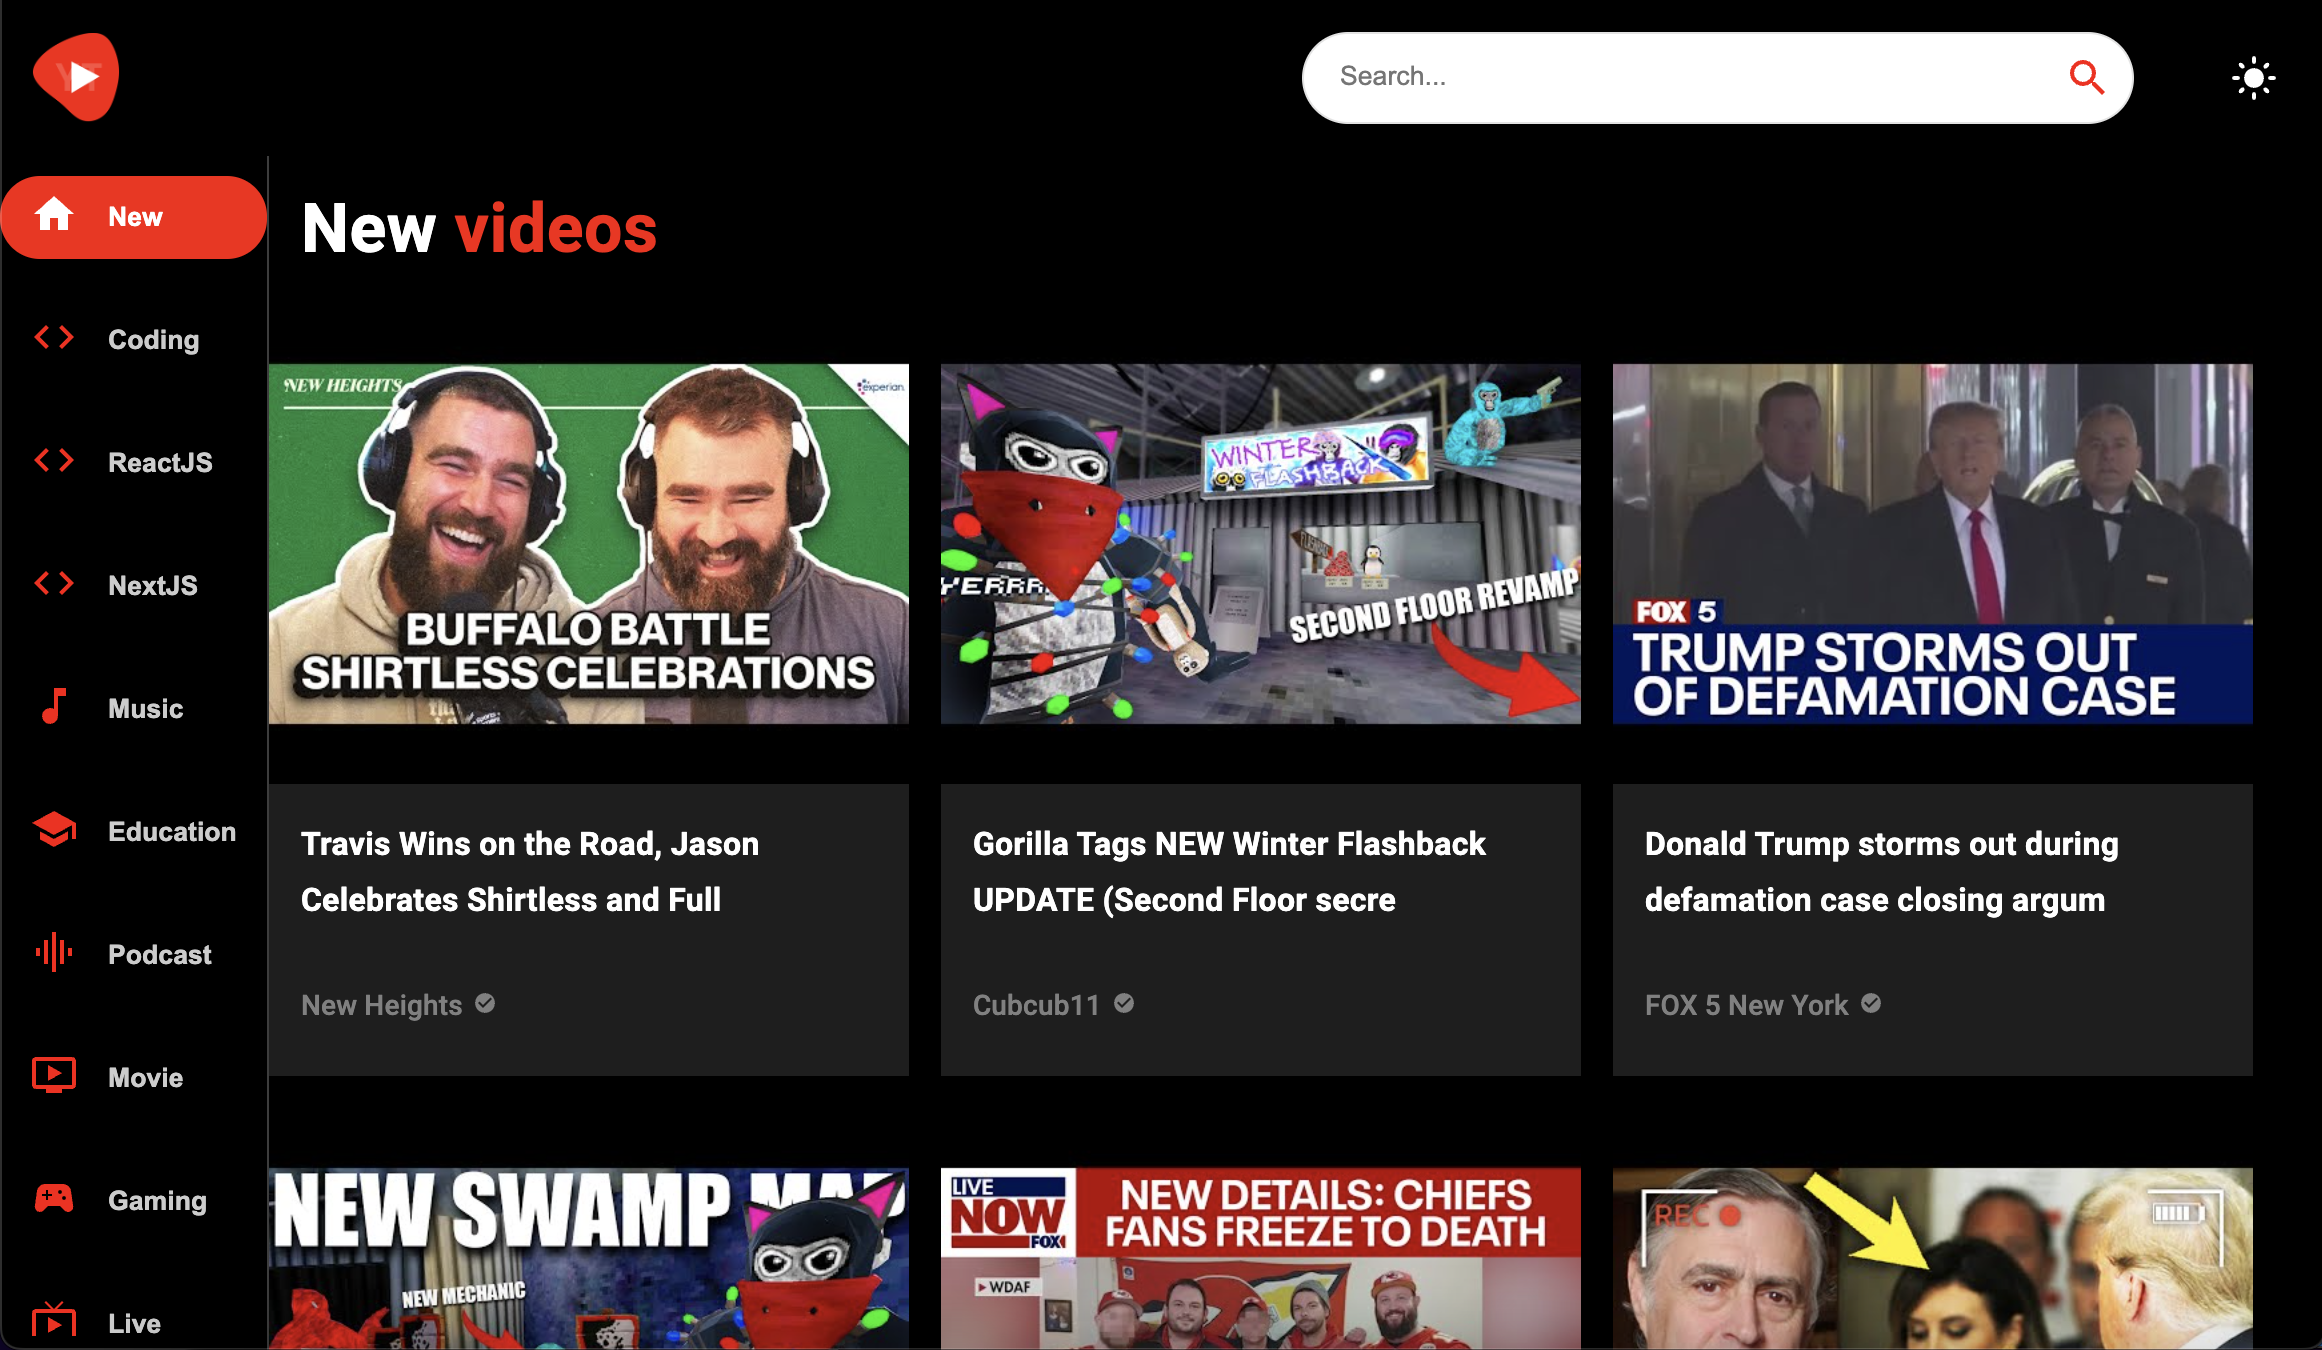 YT
Search...
New
Coding
ReactJS
NextJS
Music
Education
Podcast
Movie
Gaming
Live
New videos
NEW HEIGHTS
experian.
BUFFALO BATTLE
SHIRTLESS CELEBRATIONS
Travis Wins on the Road, Jason
Celebrates Shirtless and Full
New Heights
WINTER
FLASHBACK
YERRR
SECOND FLOOR REVAMP
Gorilla Tags NEW Winter Flashback
UPDATE (Second Floor secre
Cubcub11
FOX 5
TRUMP STORMS OUT
OF DEFAMATION CASE
Donald Trump storms out during
defamation case closing argum
FOX 5 New York
NEW SWAMP MAP
NEW MECHANIC
LIVE
NOW
FOX
NEW DETAILS: CHIEFS
FANS FREEZE TO DEATH
WDAF
REC